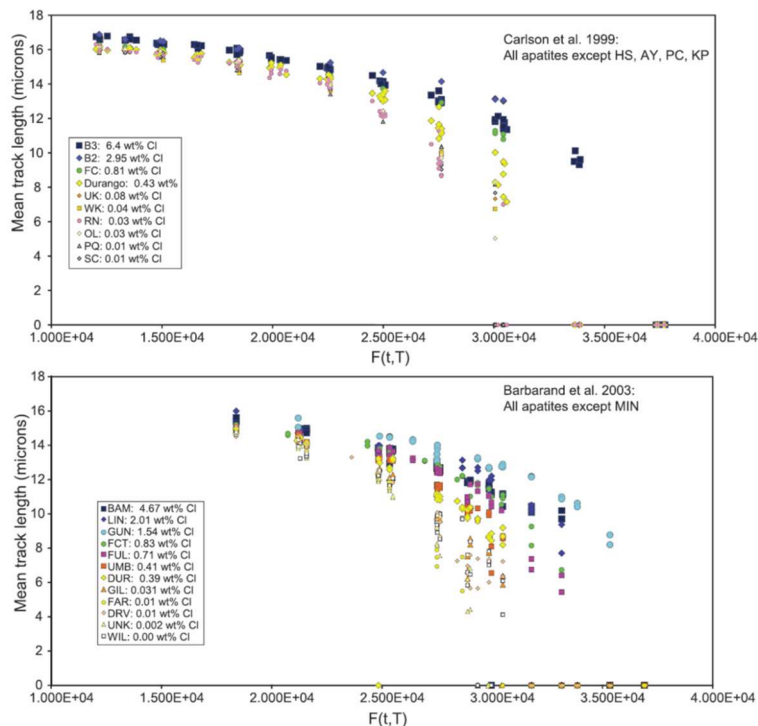 Carlson et al. 1999:
All apatites except HS, AY, PC, KP
Mean track length (microns)
18
16
14
12
10
8
6
4
2
0
B3: 6.4 wt% Cl
B2: 2.95 wt% Cl
FC: 0.81 wt% Cl
Durango: 0.43 wt%
UK: 0.08 wt% Cl
WK: 0.04 wt% Cl
RN: 0.03 wt% Cl
OL: 0.03 wt% Cl
PQ: 0.01 wt% Cl
SC: 0.01 wt% Cl
1.000E+04 1.500E+04 2.000E+04 2.500E+04 3.000E+04 3.500E+04 4.000E+04
F(t,T)
Barbarand et al. 2003:
All apatites except MIN
Mean track length (microns)
18
16
14
12
10
8
6
4
2
0
BAM: 4.67 wt% Cl
LIN: 2.01 wt% Cl
GUN: 1.54 wt% Cl
FCT: 0.83 wt% Cl
FUL: 0.71 wt% Cl
UMB: 0.41 wt% Cl
DUR: 0.39 wt% Cl
GIL: 0.031 wt% Cl
FAR: 0.01 wt% Cl
DRV: 0.01 wt% Cl
UNK: 0.002 wt% Cl
WIL: 0.00 wt% Cl
1.000E+04 1.500E+04 2.000E+04 2.500E+04 3.000E+04 3.500E+04 4.000E+04
F(t,T)